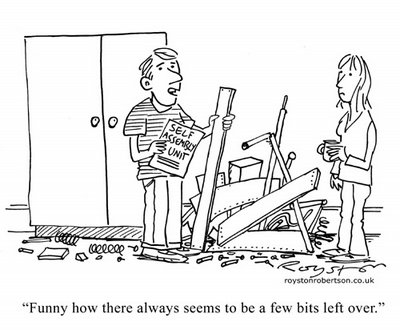 SELF
ASSEMBLY
UNIT
ROYSTON
roystonrobertson.co.uk
“Funny how there always seems to be a few bits left over.”